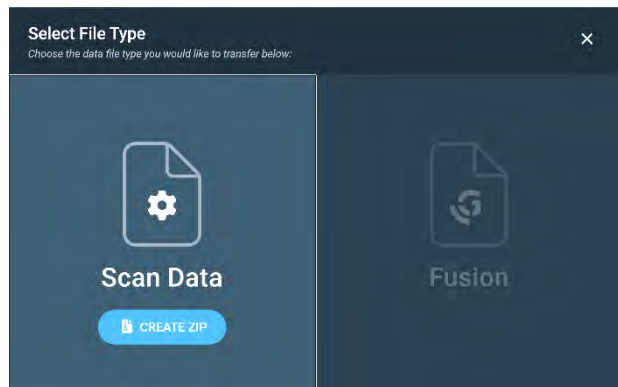 Select File Type
Choose the data file type you would like to transfer below:
Scan Data
Fusion
CREATE ZIP